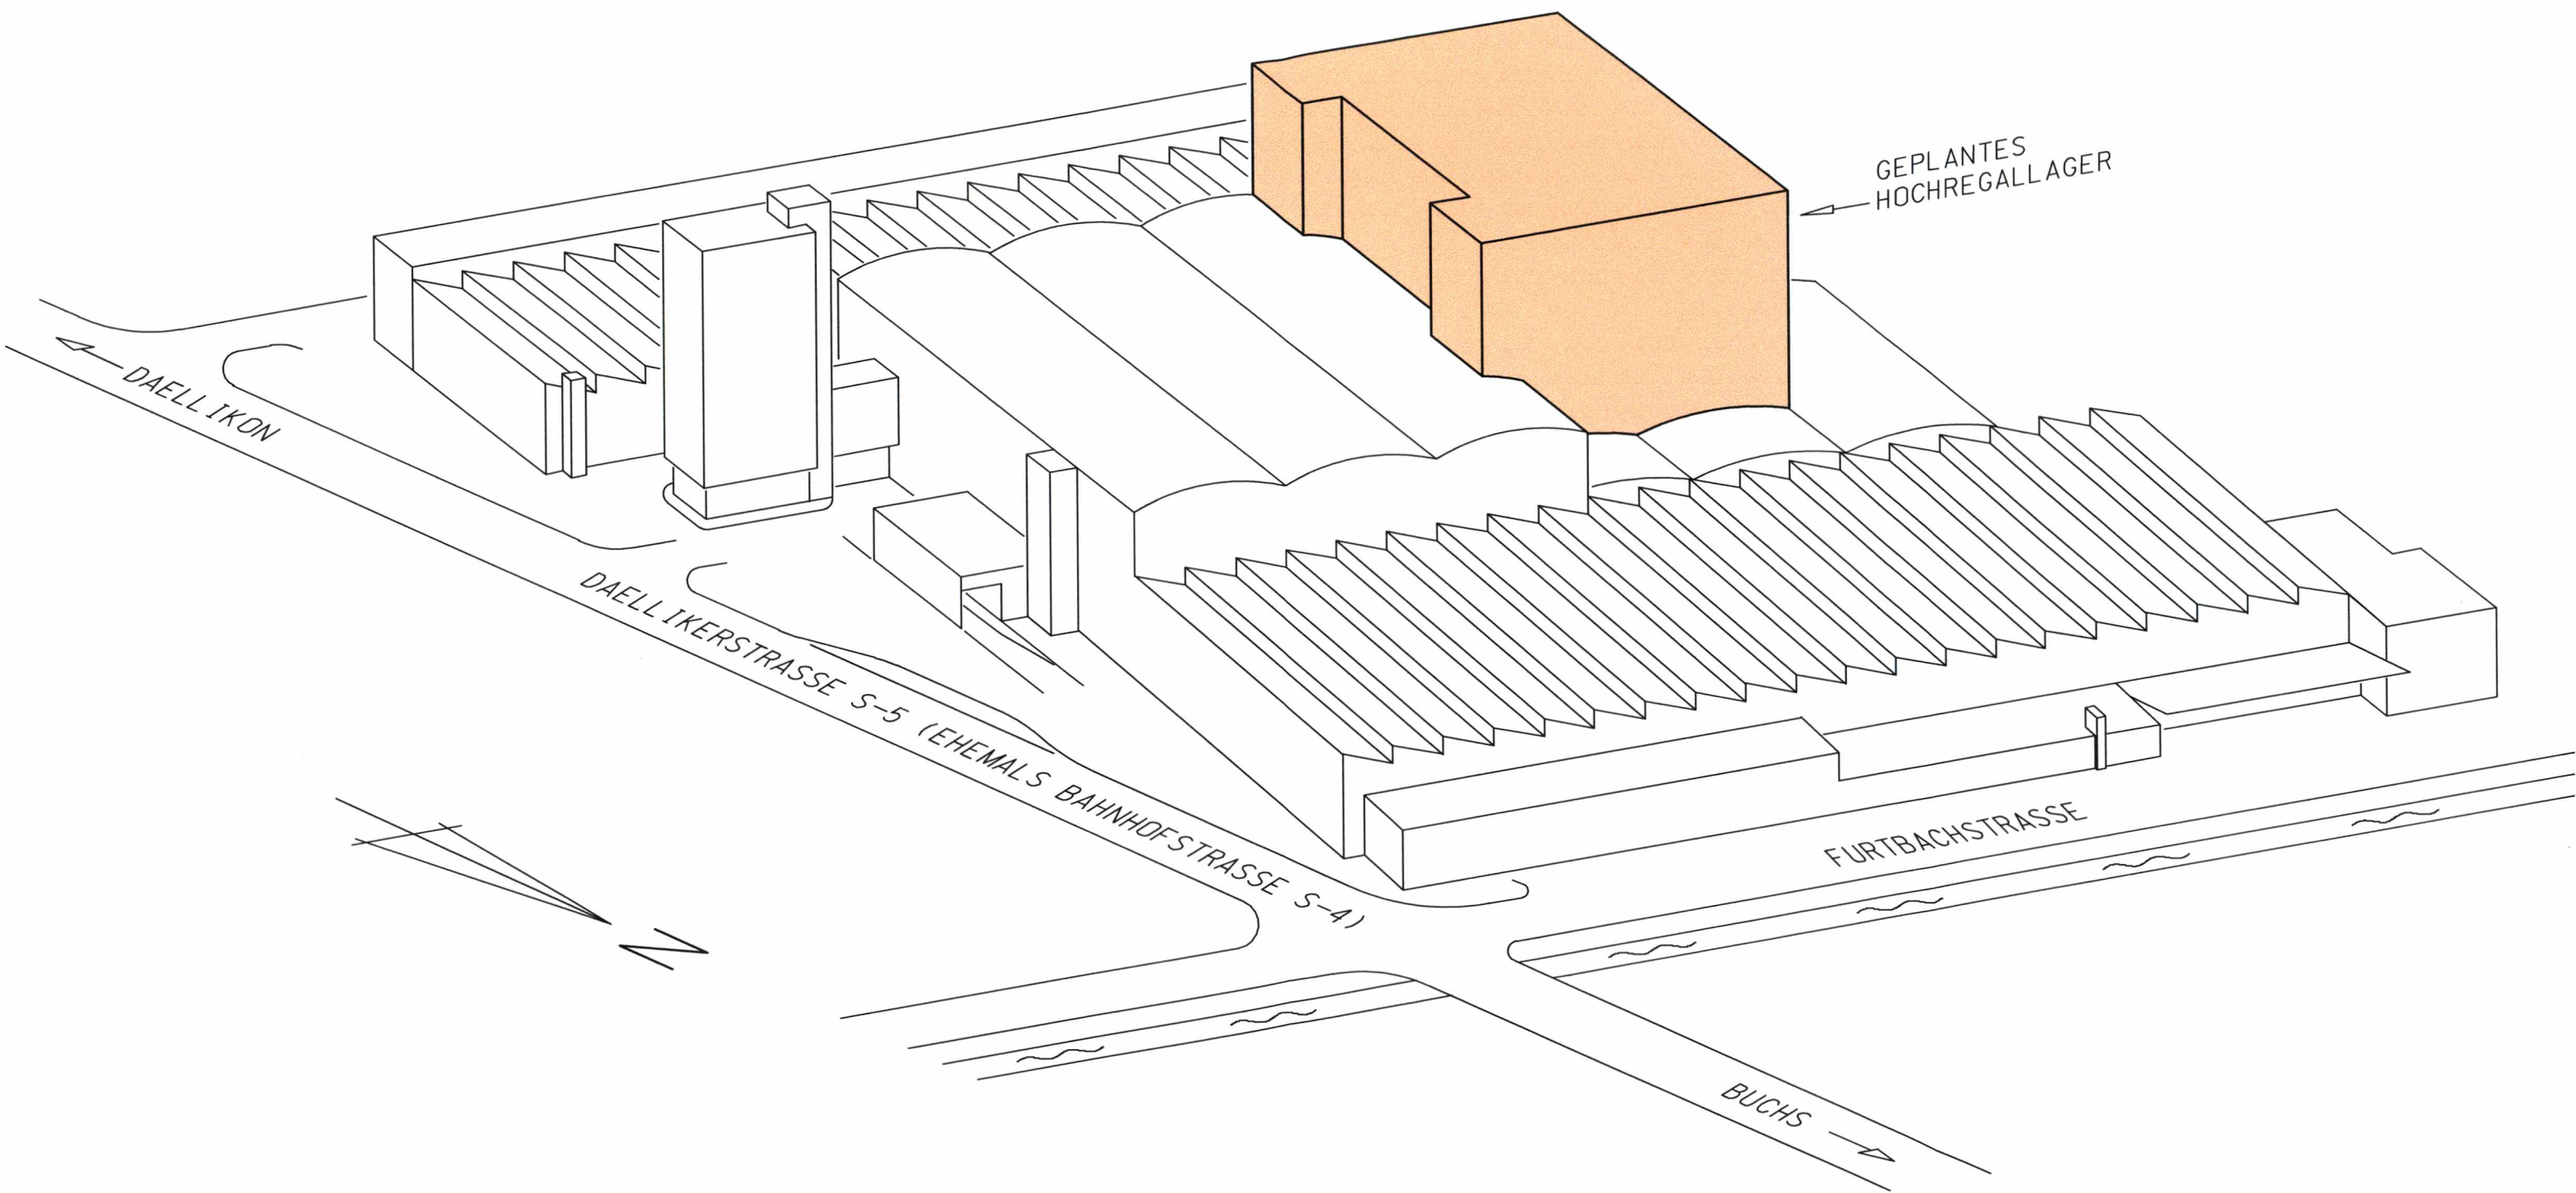 GEPLANTES
HOCHREGALLAGER
DAELLIKON
DAELLIKERSTRASSE S-5 (EHEMALS BAHNHOFSTRASSE S-4)
FURTBACHSTRASSE
N
BUCHS